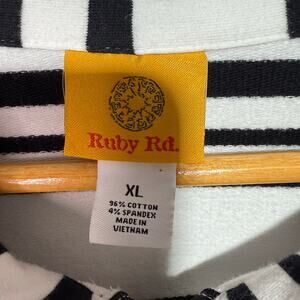 Ruby Rd.
XL
96% COTTON
4% SPANDEX
MADE IN
VIETNAM